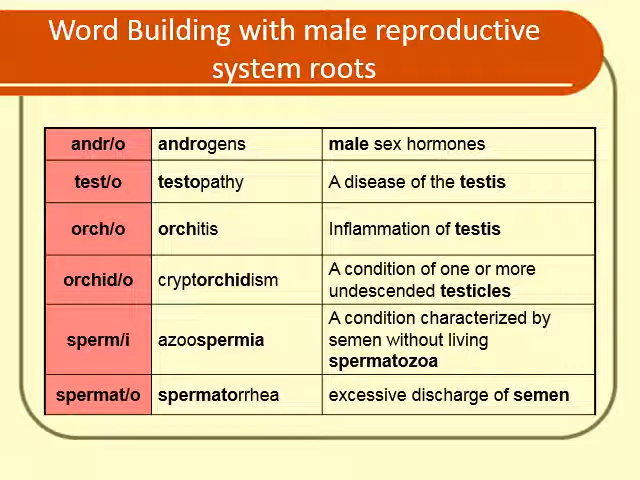 Word Building with male reproductive
system roots
andr/o androgens male sex hormones
test/o testopathy A disease of the testis
orch/o orchitis Inflammation of testis
orchid/o cryptorchidism A condition of one or more
undescended testicles
sperm/i azoospermia A condition characterized by
semen without living
spermatozoa
spermat/o spermatorrhea excessive discharge of semen